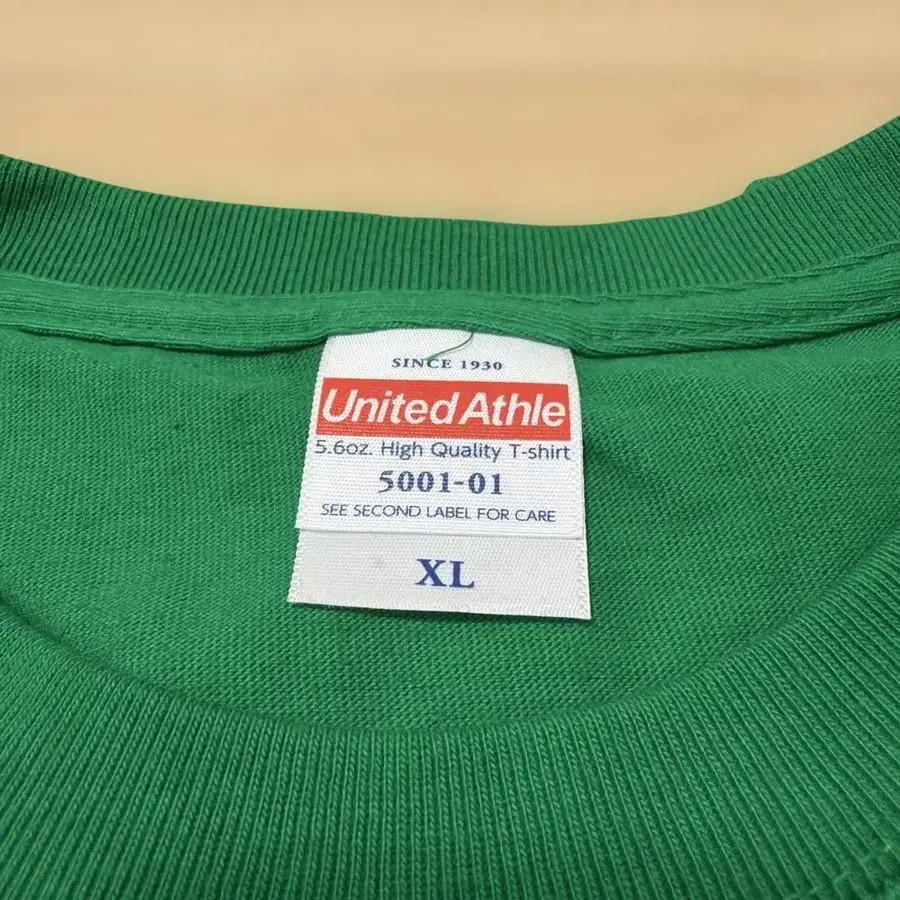 SINCE 1930
United Athle
5.6oz. High Quality T-shirt
5001-01
SEE SECOND LABEL FOR CARE
XL